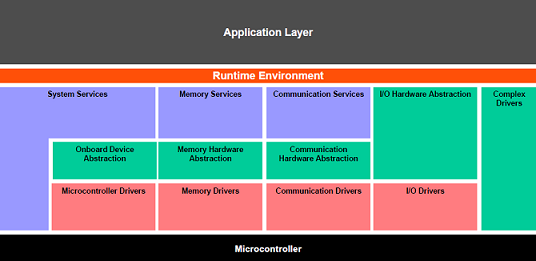 Application Layer
Runtime Environment
System Services
Memory Services
Communication Services
I/O Hardware Abstraction
Complex
Drivers
Onboard Device
Abstraction
Memory Hardware
Abstraction
Communication
Hardware Abstraction
Microcontroller Drivers
Memory Drivers
Communication Drivers
I/O Drivers
Microcontroller